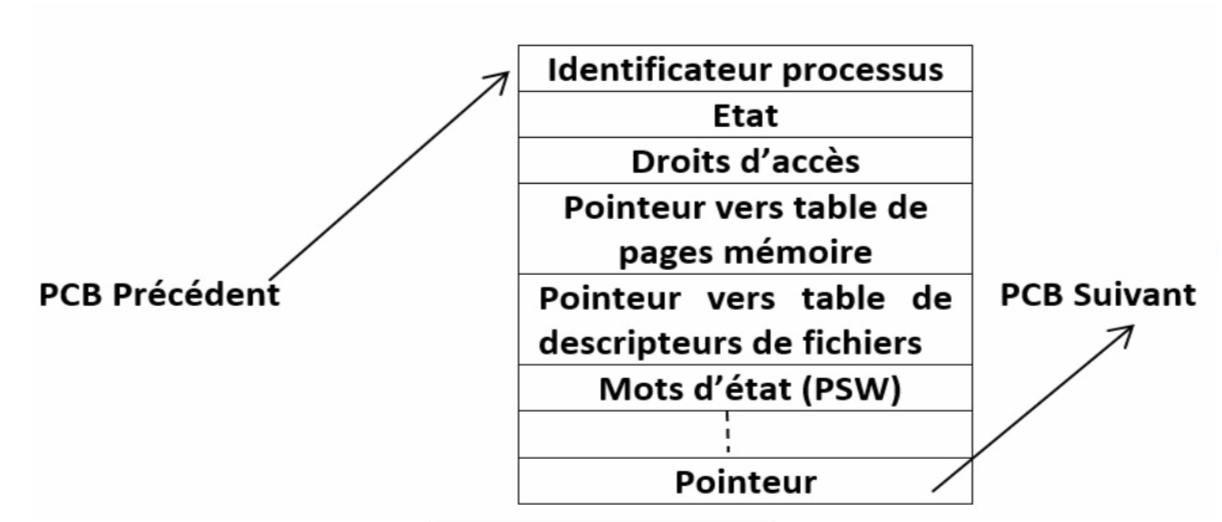 Identificateur processus
Etat
Droits d’accès
Pointeur vers table de
pages mémoire
PCB Précédent
Pointeur vers table de
descripteurs de fichiers
PCB Suivant
Mots d’état (PSW)
Pointeur